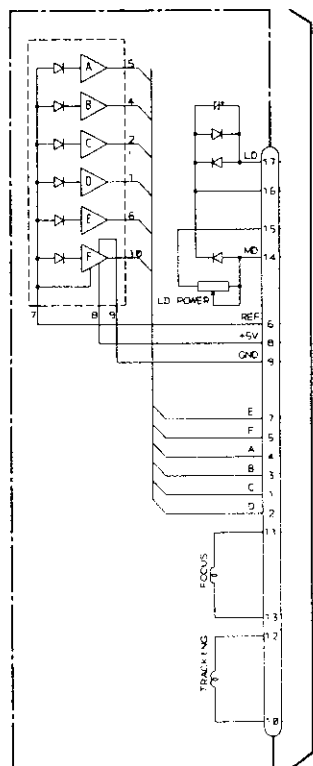 A 5
B 4
C 2
D 1
E 6
F 10
7 8 9
LD 17
16
15
MD 14
LD POWER
REF 6
+5V 8
GND 9
E 7
F 5
A 4
B 3
C 1
D 2
11
FOCUS
13
12
TRACKING
10